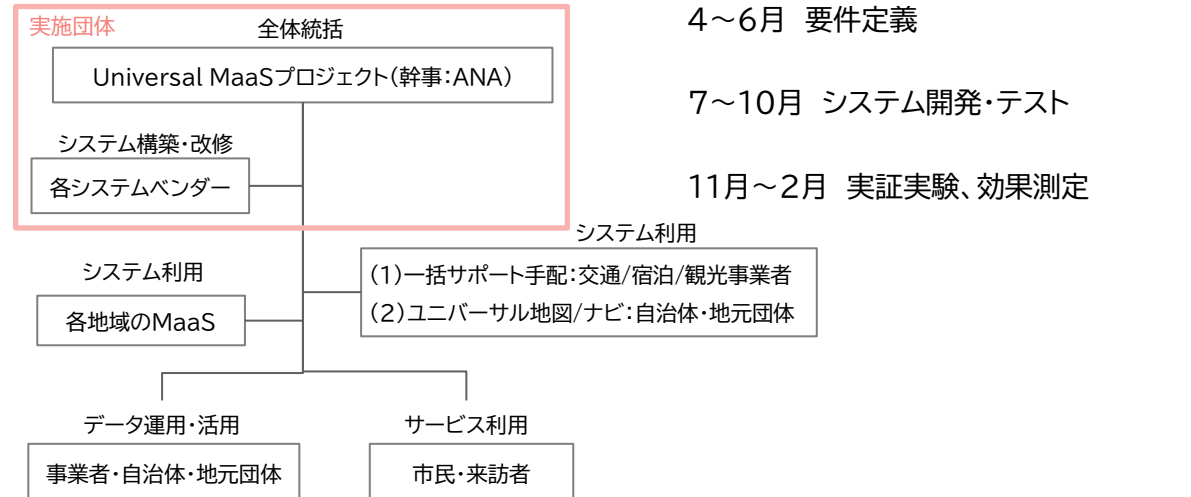 実施団体
全体統括
Universal MaaSプロジェクト(幹事:ANA)
システム構築・改修
各システムベンダー
システム利用
(1)一括サポート手配:交通/宿泊/観光事業者
(2)ユニバーサル地図/ナビ:自治体・地元団体
システム利用
各地域のMaaS
データ運用・活用
事業者・自治体・地元団体
サービス利用
市民・来訪者
4～6月 要件定義
7～10月 システム開発・テスト
11月～2月 実証実験、効果測定